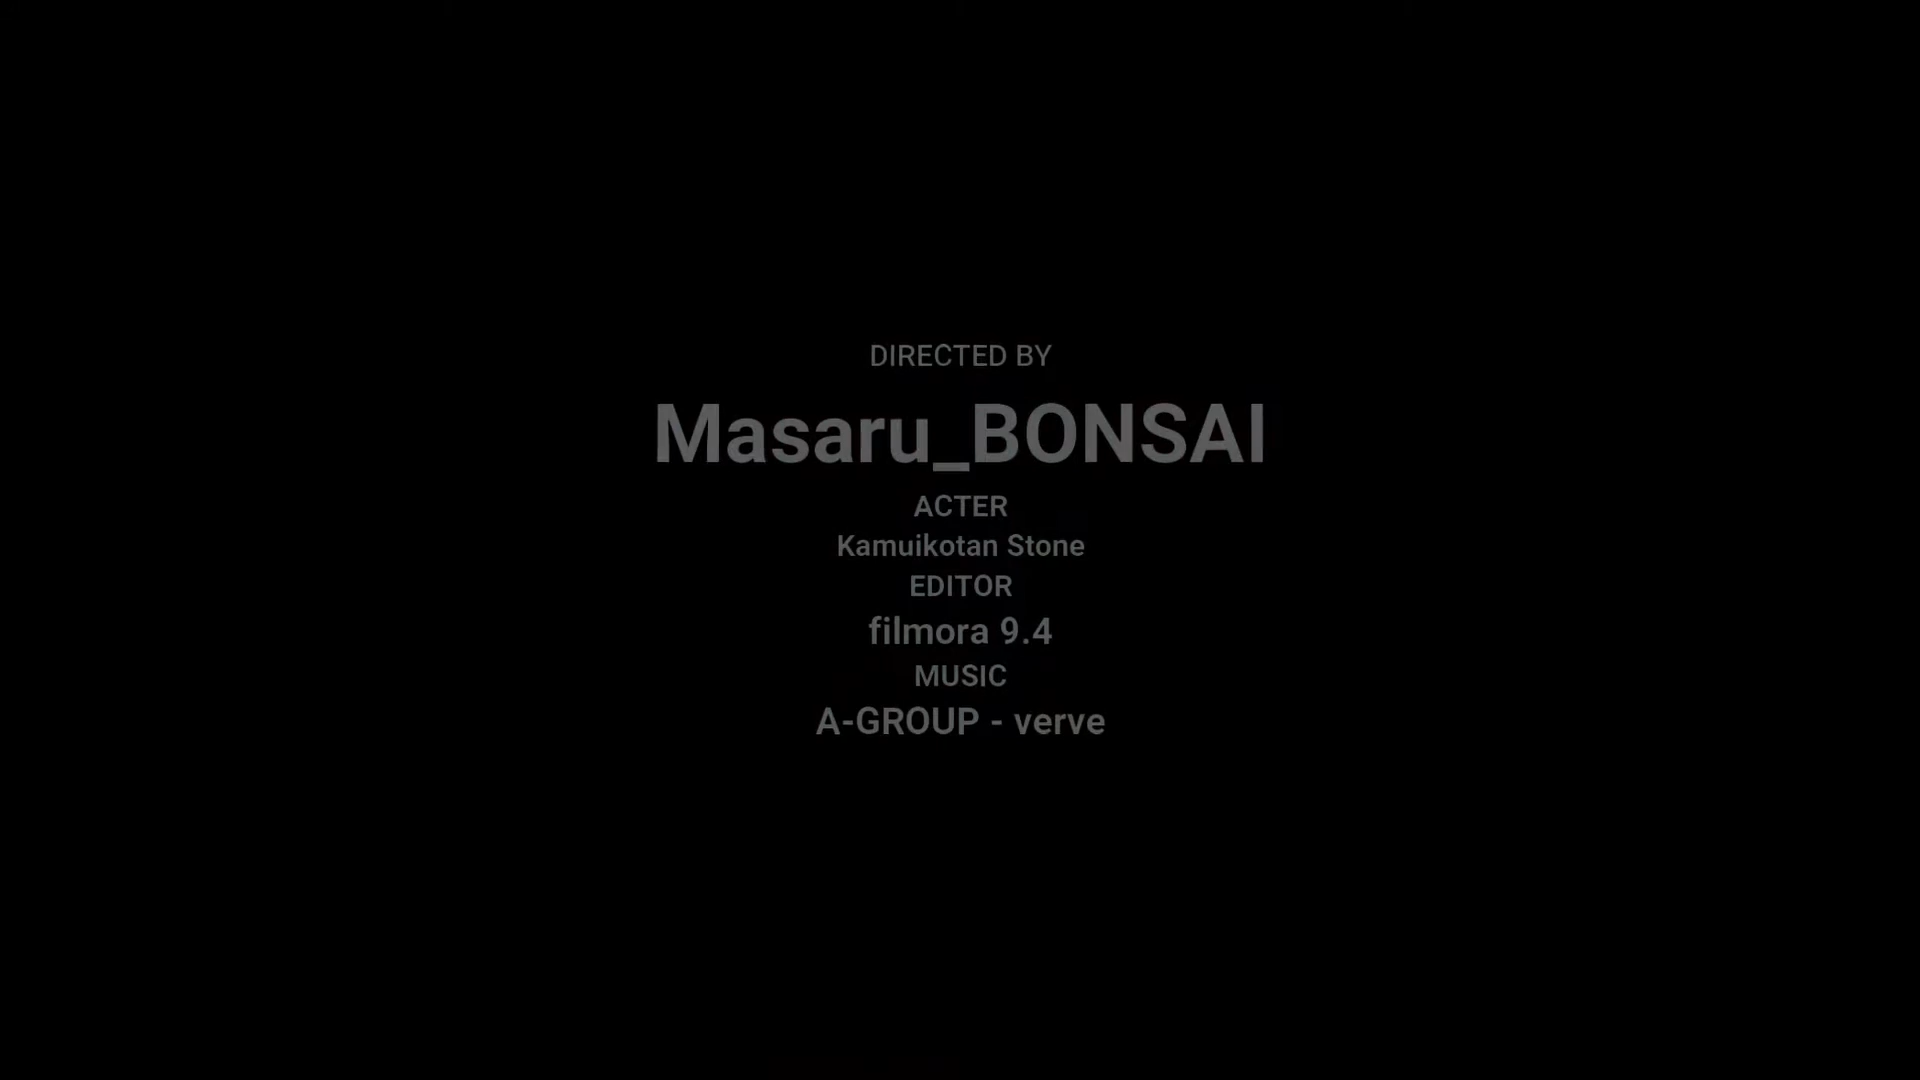 DIRECTED BY
Masaru_BONSAI
ACTER
Kamuikotan Stone
EDITOR
filmora 9.4
MUSIC
A-GROUP - verve